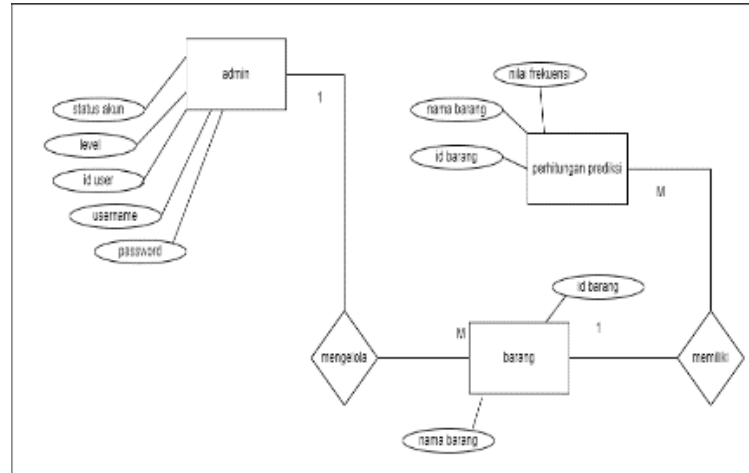 admin
1
status akun
level
id user
username
password
nilai frekuensi
nama barang
id barang
perhitungan prediksi
M
id barang
mengelola
M
barang
1
memiliki
nama barang